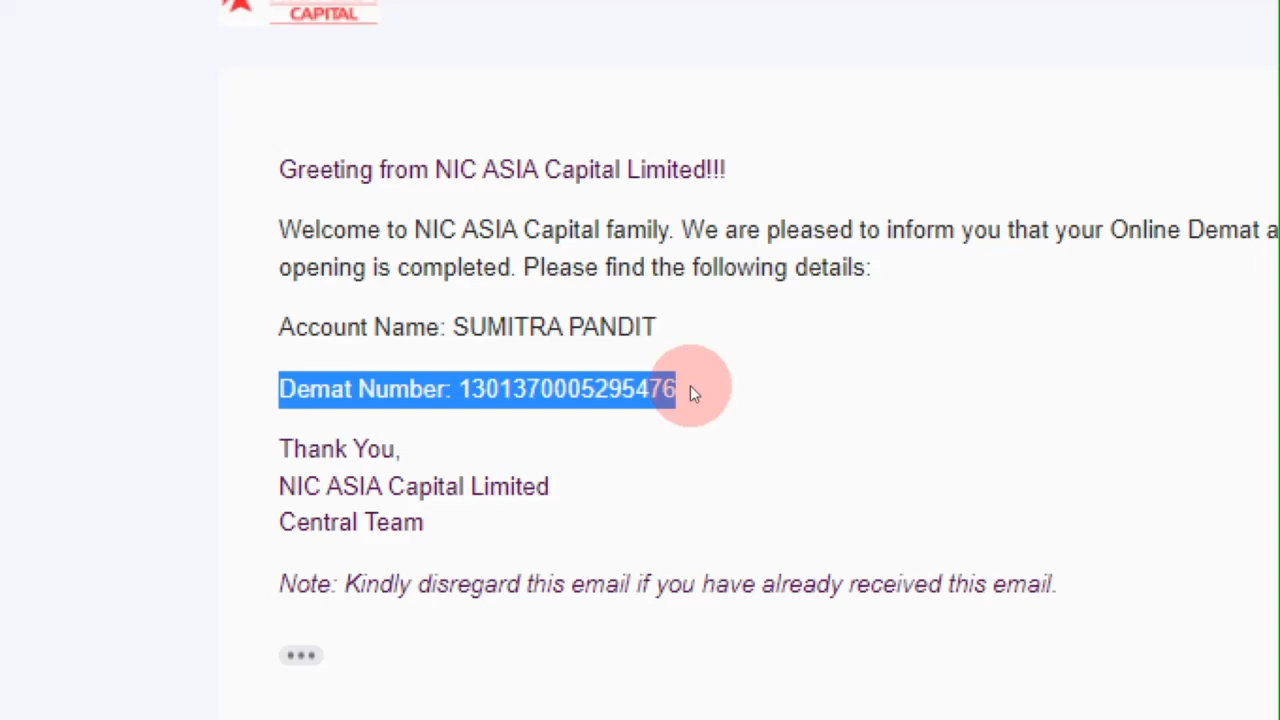 CAPITAL
Greeting from NIC ASIA Capital Limited!!!
Welcome to NIC ASIA Capital family. We are pleased to inform you that your Online Demat a
opening is completed. Please find the following details:
Account Name: SUMITRA PANDIT
Demat Number: 1301370005295476
Thank You,
NIC ASIA Capital Limited
Central Team
Note: Kindly disregard this email if you have already received this email.